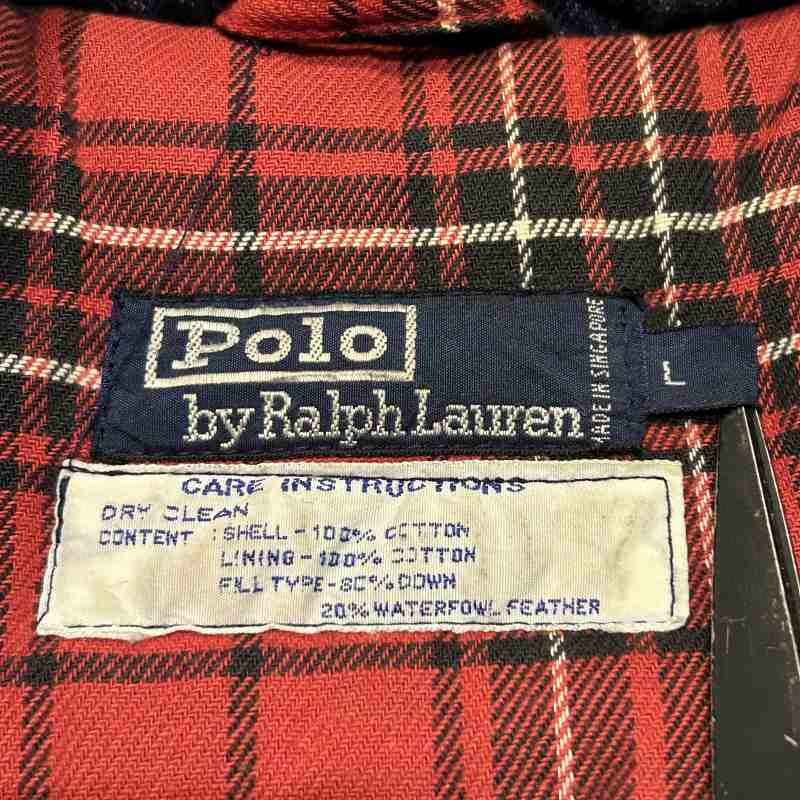 Polo
by Ralph Lauren
MADE IN SINGAPORE
L
CARE INSTRUCTIONS
DRY CLEAN
CONTENT : SHELL - 100% COTTON
LINING - 100% COTTON
FILL TYPE - 80% DOWN
20% WATERFOWL FEATHER